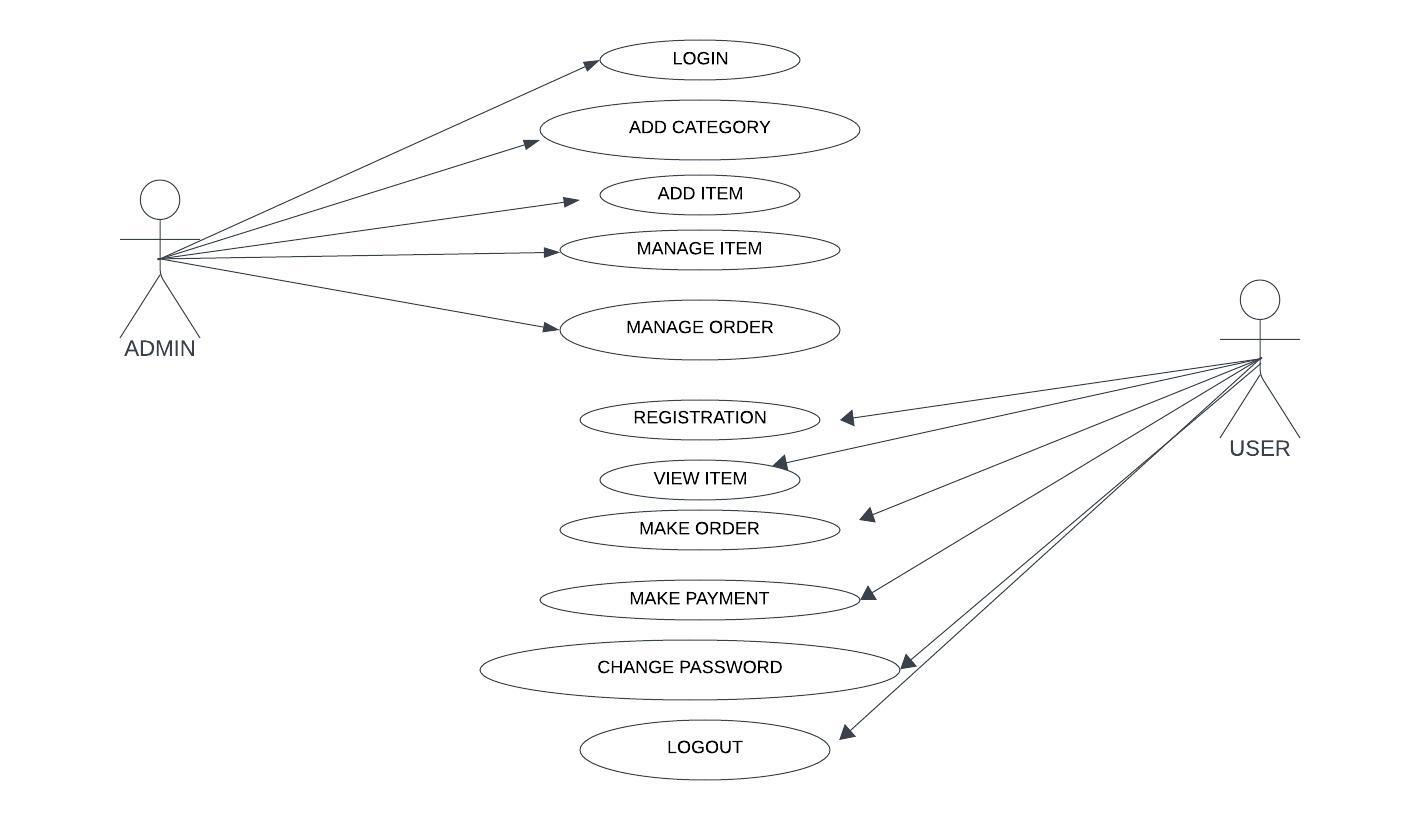 LOGIN
ADD CATEGORY
ADD ITEM
MANAGE ITEM
MANAGE ORDER
ADMIN
REGISTRATION
USER
VIEW ITEM
MAKE ORDER
MAKE PAYMENT
CHANGE PASSWORD
LOGOUT